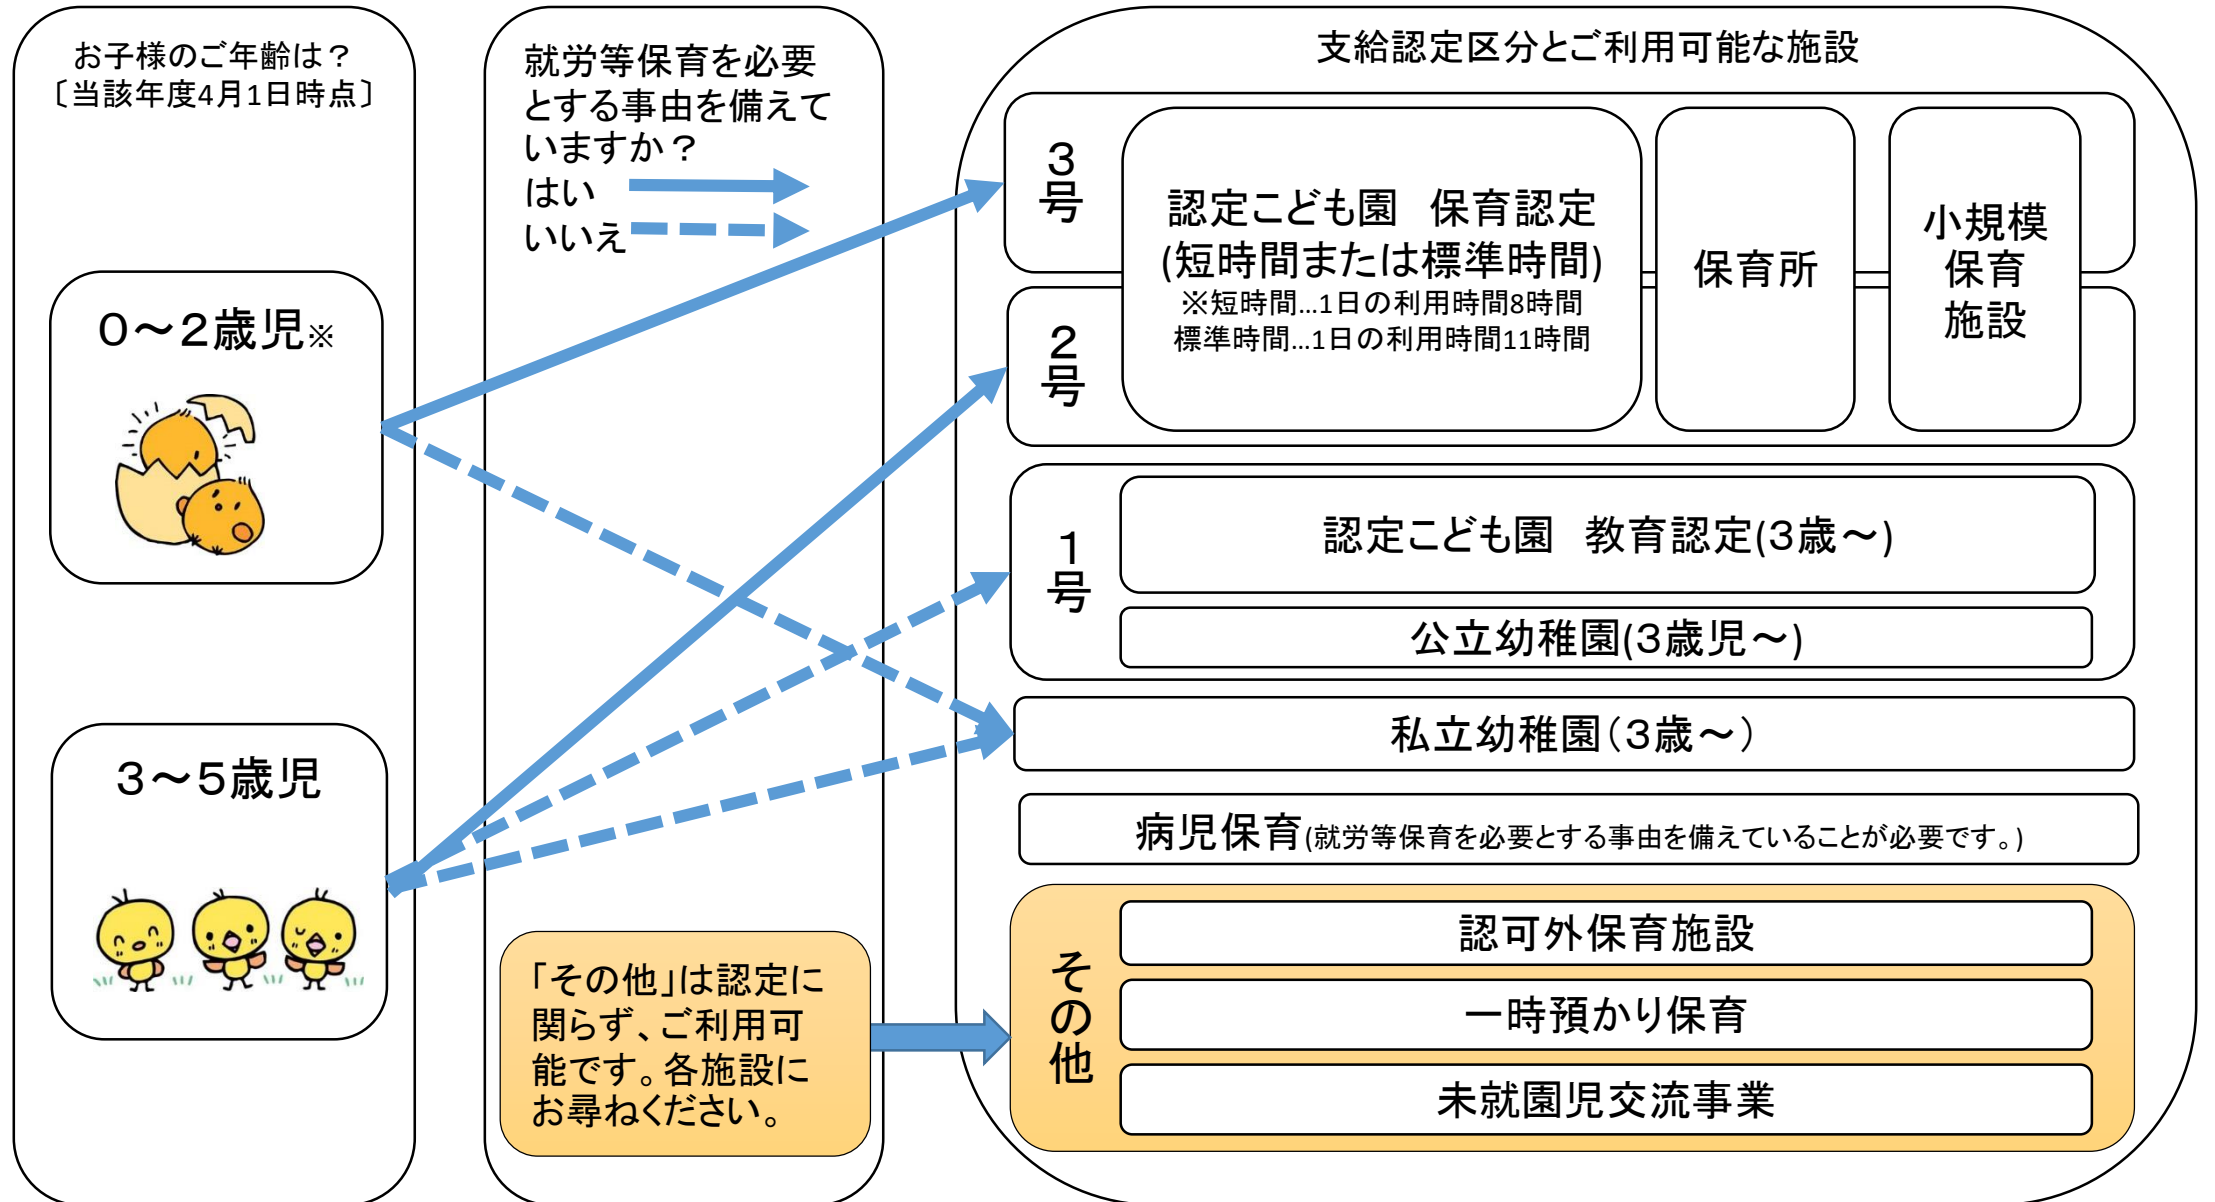 お子様のご年齢は？
〔当該年度4月1日時点〕
０～２歳児※
３～５歳児
就労等保育を必要
とする事由を備えて
いますか？
はい
いいえ
「その他」は認定に
関らず、ご利用可
能です。各施設に
お尋ねください。
支給認定区分とご利用可能な施設
３号
２号
認定こども園　保育認定
(短時間または標準時間)
※短時間…1日の利用時間8時間
標準時間…1日の利用時間11時間
保育所
小規模
保育
施設
１号
認定こども園　教育認定(３歳～)
公立幼稚園(３歳児～)
私立幼稚園（３歳～）
病児保育(就労等保育を必要とする事由を備えていることが必要です。)
その他
認可外保育施設
一時預かり保育
未就園児交流事業